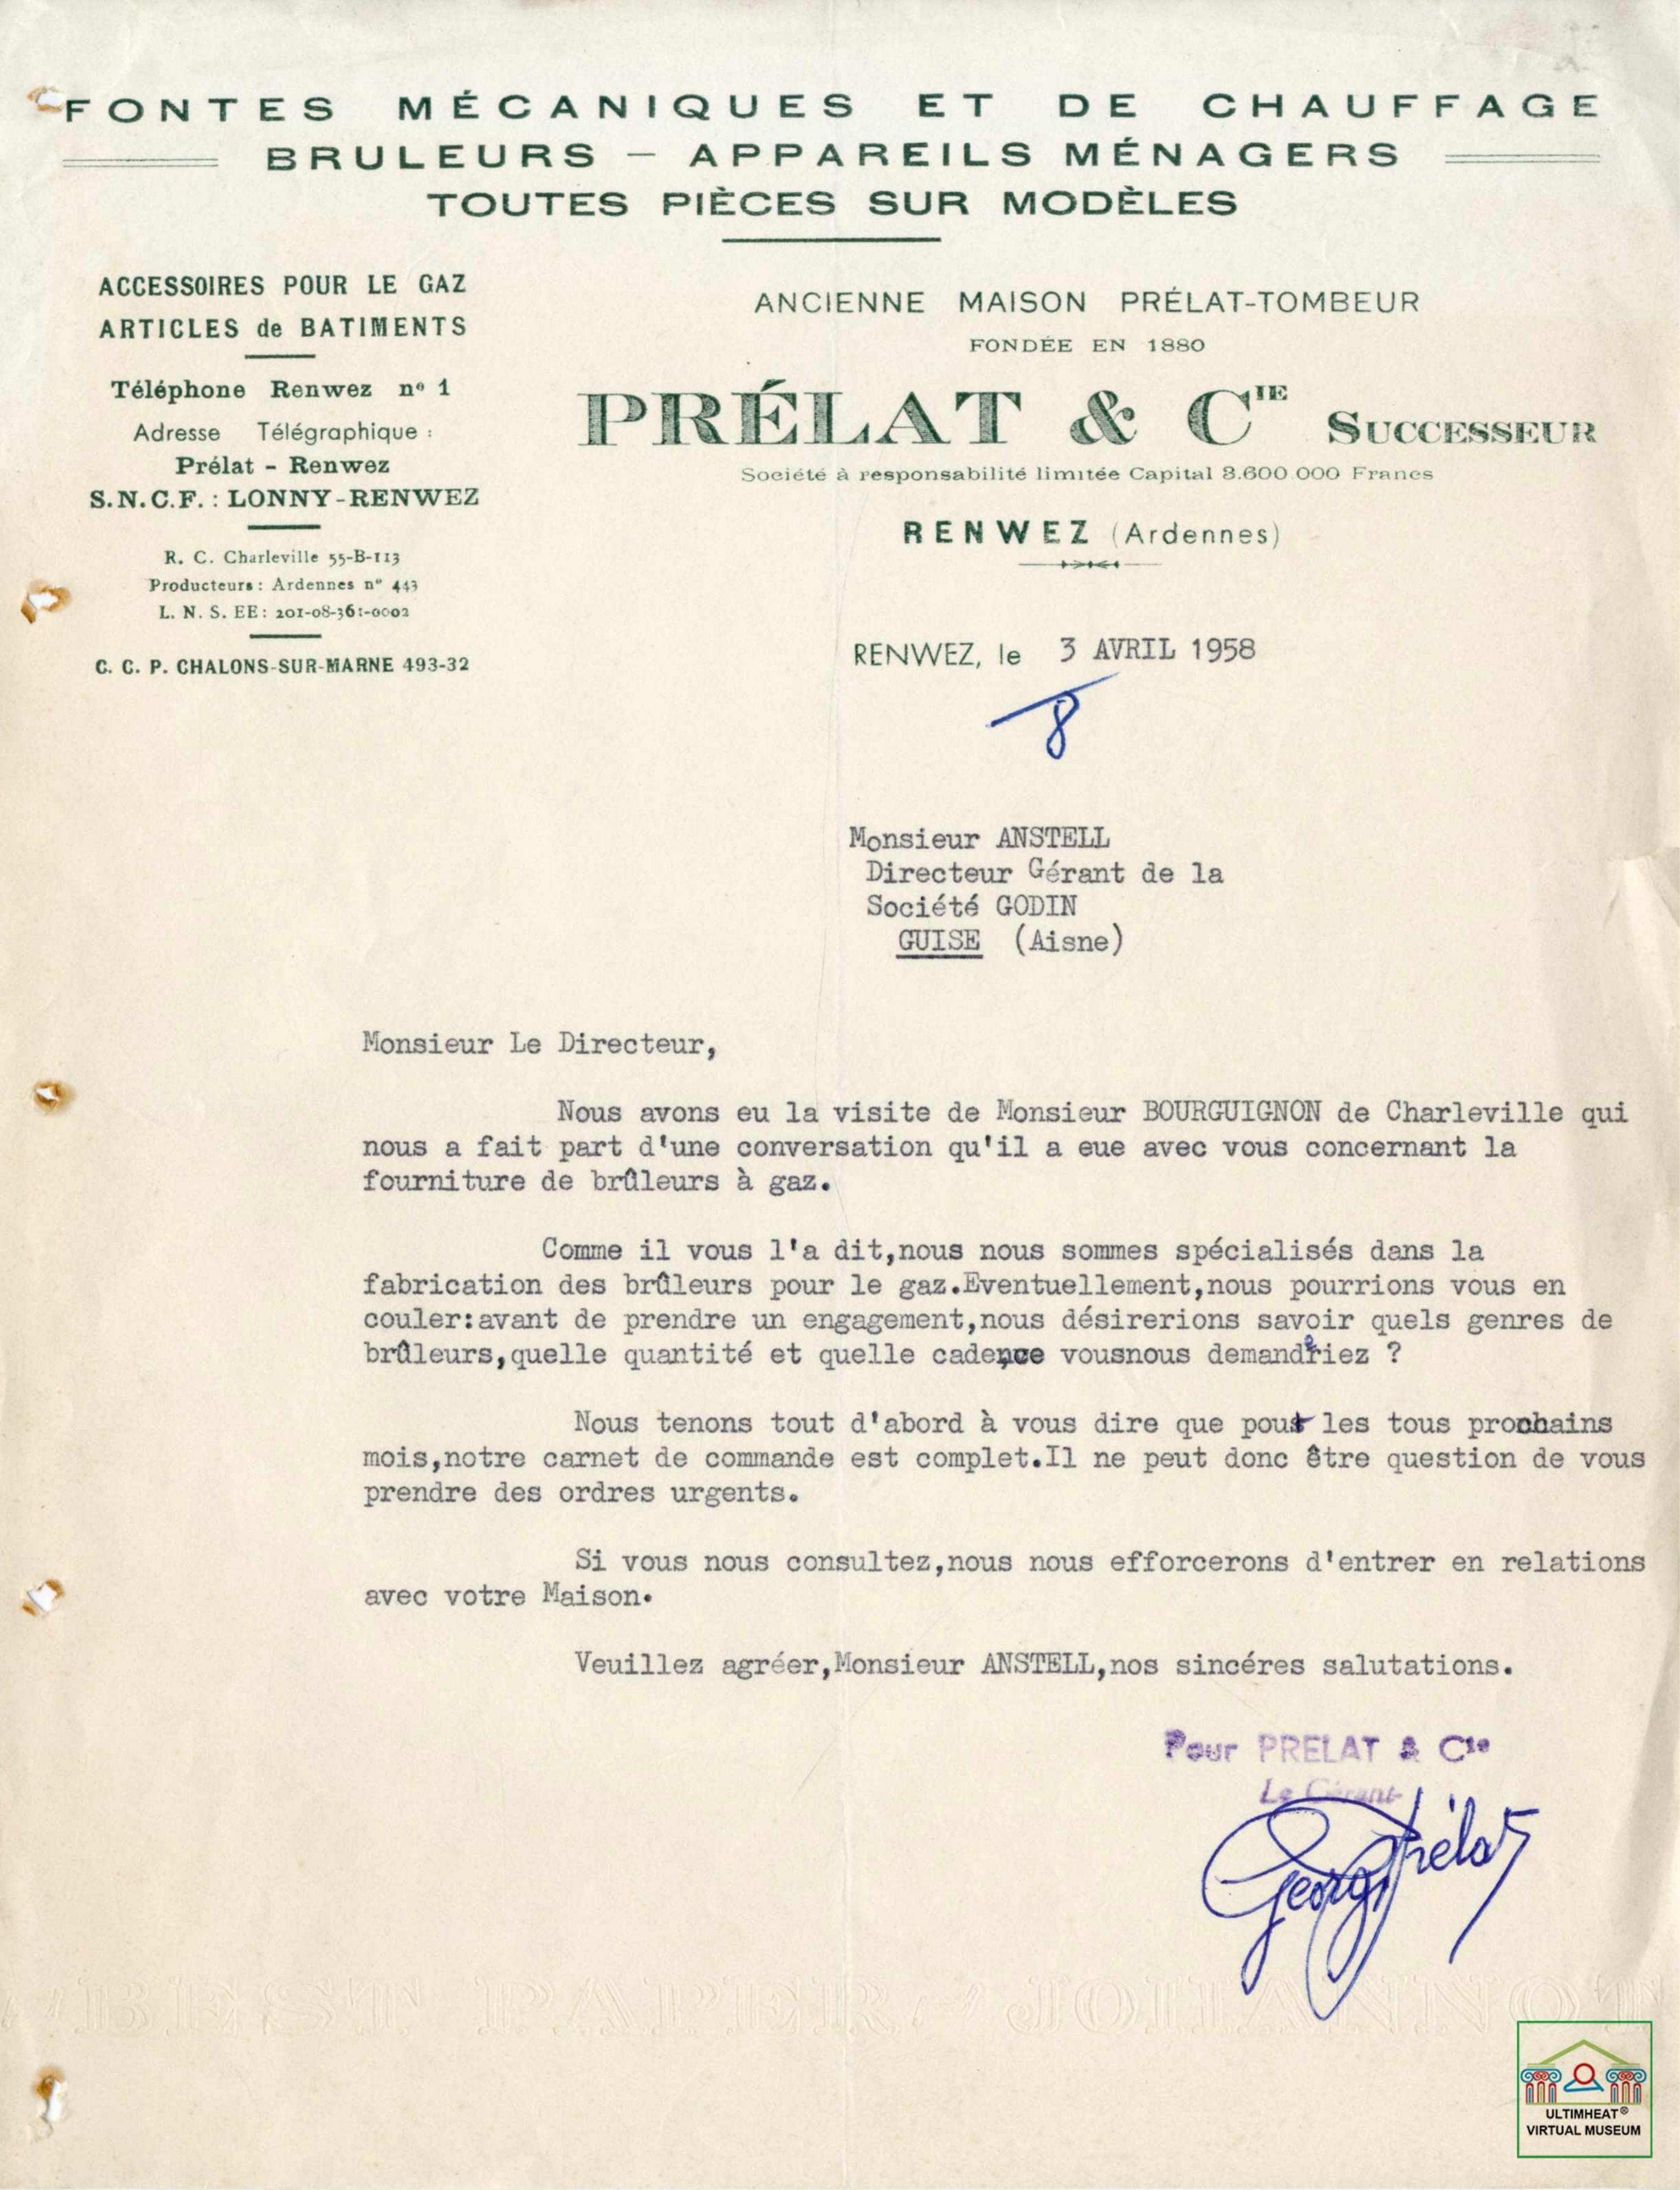 FONTES MÉCANIQUES ET DE CHAUFFAGE
BRULEURS — APPAREILS MÉNAGERS
TOUTES PIÈCES SUR MODÈLES
ACCESSOIRES POUR LE GAZ
ARTICLES de BATIMENTS
Téléphone Renwez nº 1
Adresse Télégraphique :
Prélat - Renwez
S.N.C.F. : LONNY-RENWEZ
R. C. Charleville 55-B-113
Producteurs : Ardennes nº 443
L. N. S. EE : 201-08-361-0002
C. C. P. CHALONS-SUR-MARNE 493-32
ANCIENNE MAISON PRÉLAT-TOMBEUR
FONDÉE EN 1880
PRÉLAT & CIE SUCCESSEUR
Société à responsabilité limitée Capital 8.600.000 Francs
RENWEZ (Ardennes)
RENWEZ, le 3 AVRIL 1958
8
Monsieur ANSTELL
Directeur Gérant de la
Société GODIN
GUISE (Aisne)
Monsieur Le Directeur,
Nous avons eu la visite de Monsieur BOURGUIGNON de Charleville qui
nous a fait part d'une conversation qu'il a eue avec vous concernant la
fourniture de brûleurs à gaz.
Comme il vous l'a dit,nous nous sommes spécialisés dans la
fabrication des brûleurs pour le gaz.Eventuellement,nous pourrions vous en
couler:avant de prendre un engagement,nous désirerions savoir quels genres de
brûleurs,quelle quantité et quelle cadence vousnous demanderiez ?
Nous tenons tout d'abord à vous dire que pour les tous prochains
mois,notre carnet de commande est complet.Il ne peut donc être question de vous
prendre des ordres urgents.
Si vous nous consultez,nous nous efforcerons d'entrer en relations
avec votre Maison.
Veuillez agréer,Monsieur ANSTELL,nos sincéres salutations.
Pour PRELAT & Cie
Le Gérant
Georges Prélat
BEST PAPER JOHANNOT
ULTIMHEAT®
VIRTUAL MUSEUM